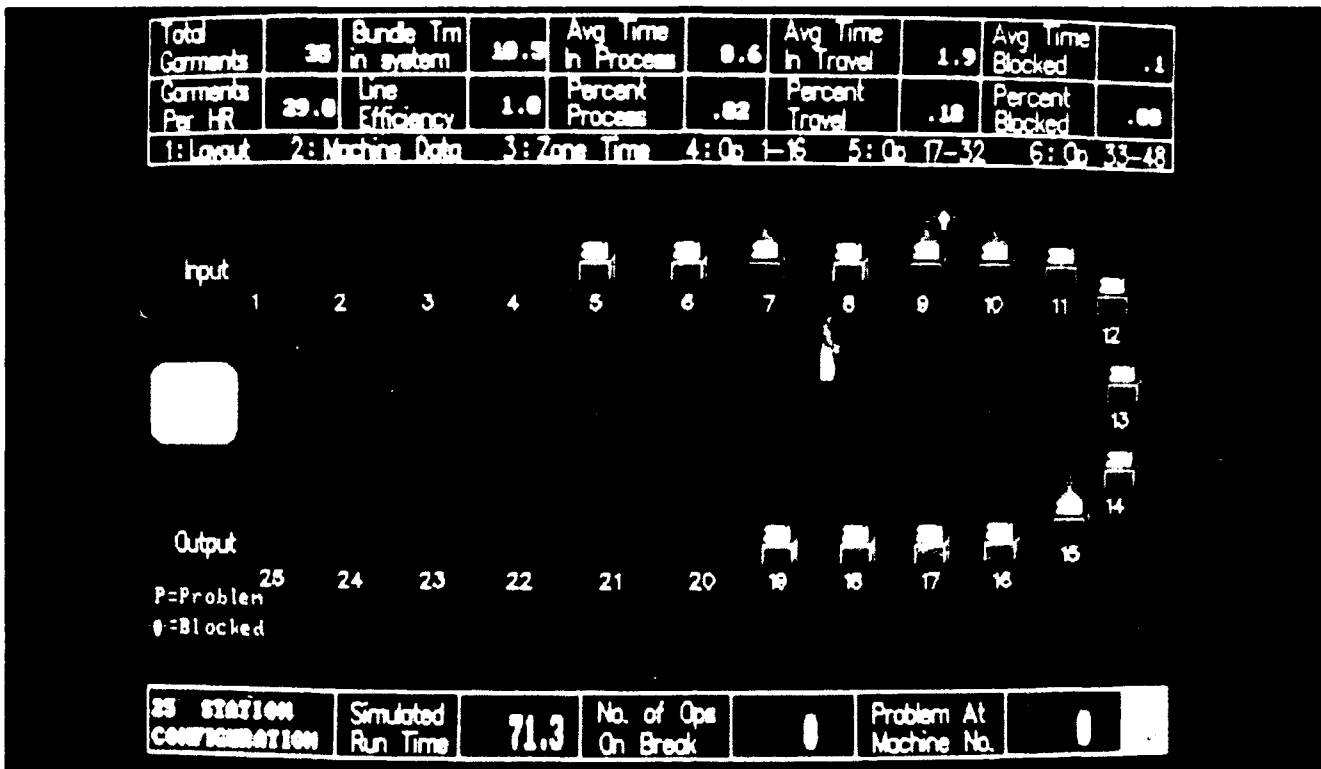 Total Garments 35 Bundle Tm in system 10.5 Avg Time In Process 8.6 Avg Time In Travel 1.9 Avg Time Blocked .1
Garments Per HR Line Efficiency 1.0 Percent Process .82 Percent Travel .18 Percent Blocked .00
1: Layout 2: Machine Data 3: Zone Time 4: Op 1-16 5: Op 17-32 6: Op 33-48
Input
1 2 3 4 5 6 7 8 9 10 11
12
13
14
15
Output
25 24 23 22 21 20 19 18 17 16
P=Problem
=Blocked
25 STATION CONFIGURATION Simulated Run Time 71.3 No. of Ops On Break 0 Problem At Machine No. 0